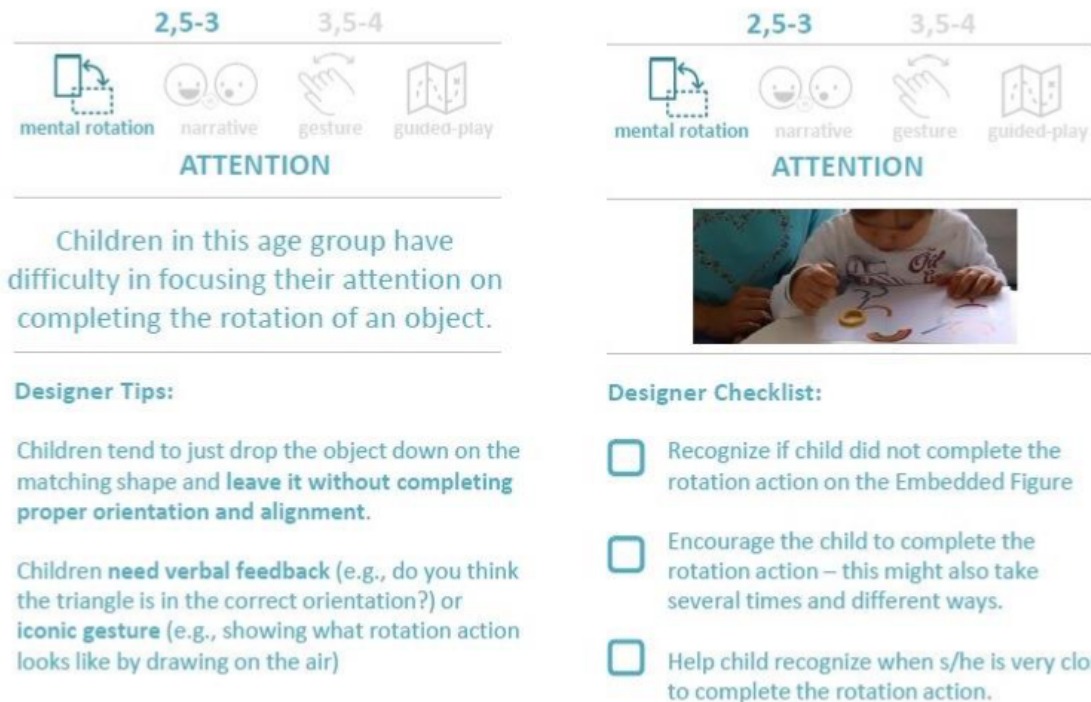 2,5-3 3,5-4
mental rotation narrative gesture guided-play
ATTENTION
Children in this age group have
difficulty in focusing their attention on
completing the rotation of an object.
Designer Tips:
Children tend to just drop the object down on the
matching shape and leave it without completing
proper orientation and alignment.
Children need verbal feedback (e.g., do you think
the triangle is in the correct orientation?) or
iconic gesture (e.g., showing what rotation action
looks like by drawing on the air)
2,5-3 3,5-4
mental rotation narrative gesture guided-play
ATTENTION
Designer Checklist:
Recognize if child did not complete the
rotation action on the Embedded Figure
Encourage the child to complete the
rotation action – this might also take
several times and different ways.
Help child recognize when s/he is very clo
to complete the rotation action.